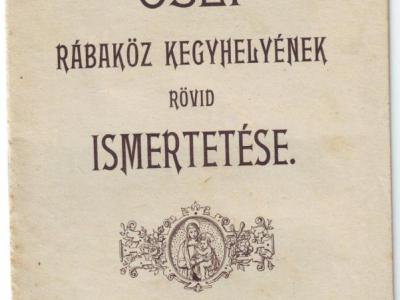 OSLI
RÁBAKÖZ KEGYHELYÉNEK
RÖVID
ISMERTETÉSE.